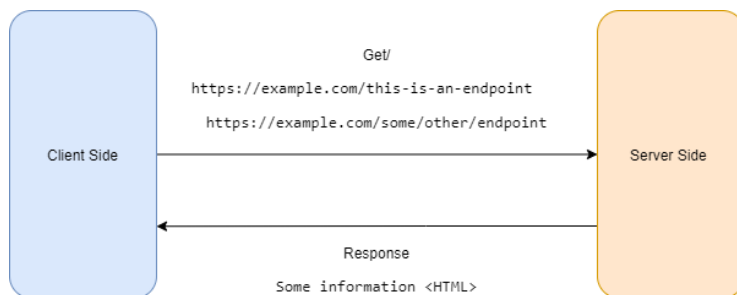 Get/
https://example.com/this-is-an-endpoint
https://example.com/some/other/endpoint
Client Side
Server Side
Response
Some information <HTML>